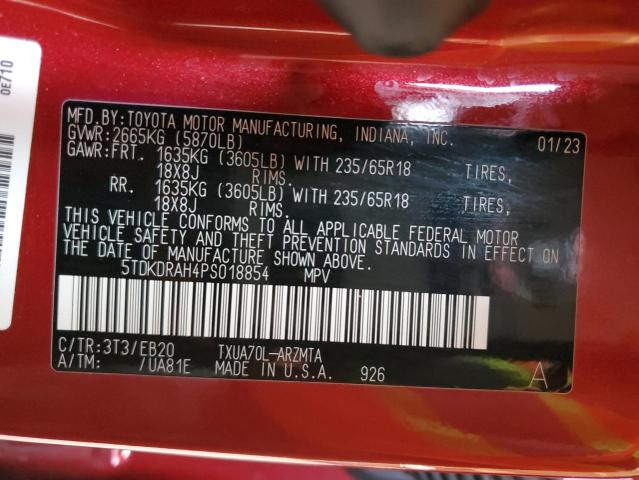 0E710
MFD.BY:TOYOTA MOTOR MANUFACTURING, INDIANA, INC. 01/23
GVWR:2665KG (5870LB)
GAWR:FRT. 1635KG (3605LB) WITH 235/65R18 TIRES,
18X8J RIMS.
RR. 1635KG (3605LB) WITH 235/65R18 TIRES,
18X8J RIMS.
THIS VEHICLE CONFORMS TO ALL APPLICABLE FEDERAL MOTOR
VEHICLE SAFETY AND THEFT PREVENTION STANDARDS IN EFFECT ON
THE DATE OF MANUFACTURE SHOWN ABOVE.
5TDKDRAH4PS018854 MPV
C/TR:3T3/EB20 TXUA70L-ARZMTA
A/TM: /UA81E MADE IN U.S.A. 926 A